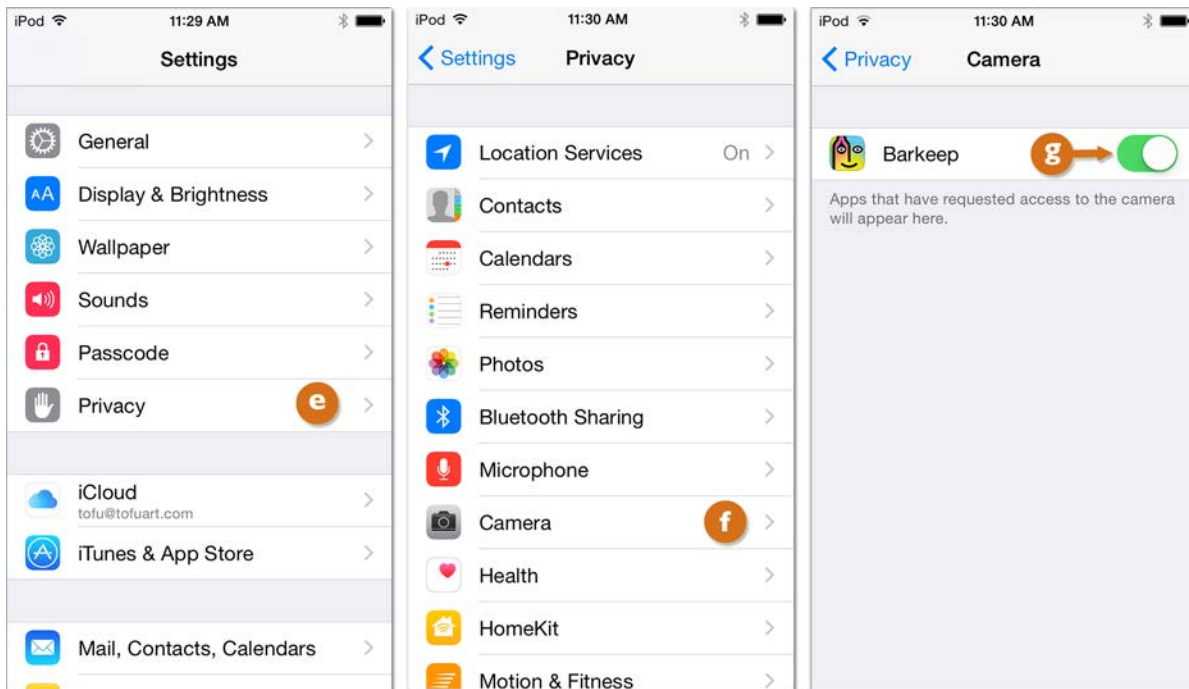 iPod 11:29 AM
Settings
General
Display & Brightness
AA
Wallpaper
Sounds
Passcode
Privacy e
iCloud
tofu@tofuart.com
iTunes & App Store
Mail, Contacts, Calendars
iPod 11:30 AM
Settings Privacy
Location Services On
Contacts
Calendars
Reminders
Photos
Bluetooth Sharing
Microphone
Camera f
Health
HomeKit
Motion & Fitness
iPod 11:30 AM
Privacy Camera
Barkeep g
Apps that have requested access to the camera
will appear here.